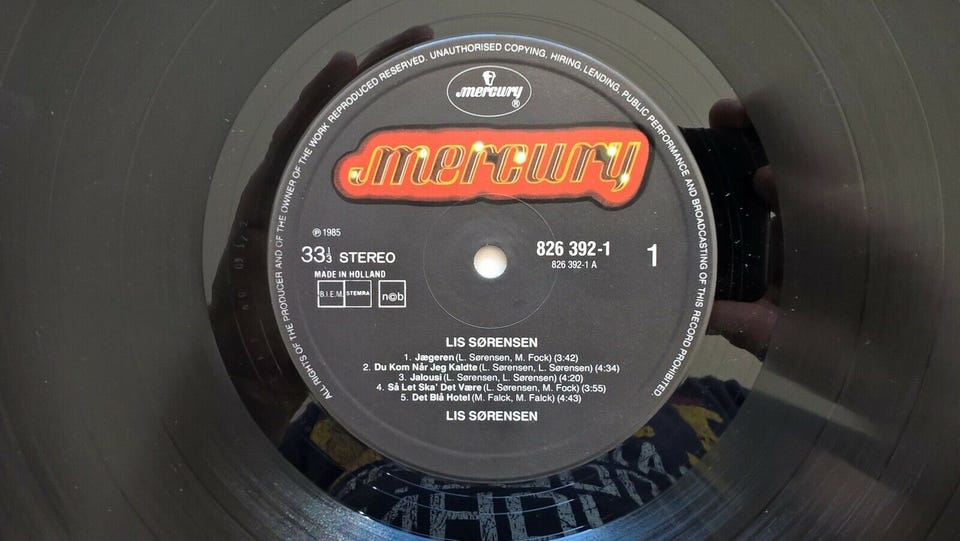 ALL RIGHTS OF THE PRODUCER AND OF THE OWNER OF THE WORK REPRODUCED RESERVED. UNAUTHORISED COPYING, HIRING, LENDING, PUBLIC PERFORMANCE AND BROADCASTING OF THIS RECORD PROHIBITED.
mercury ®
mercury
℗ 1985
33⅓ STEREO
MADE IN HOLLAND
B.I.E.M. STEMRA n©b
826 392-1
826 392-1 A
1
LIS SØRENSEN
1. Jægeren (L. Sørensen, M. Fock) (3:42)
2. Du Kom Når Jeg Kaldte (L. Sørensen, L. Sørensen) (4:34)
3. Jalousi (L. Sørensen, L. Sørensen) (4:20)
4. Så Let Ska' Det Være (L. Sørensen, M. Fock) (3:55)
5. Det Blå Hotel (M. Falck, M. Falck) (4:43)
LIS SØRENSEN